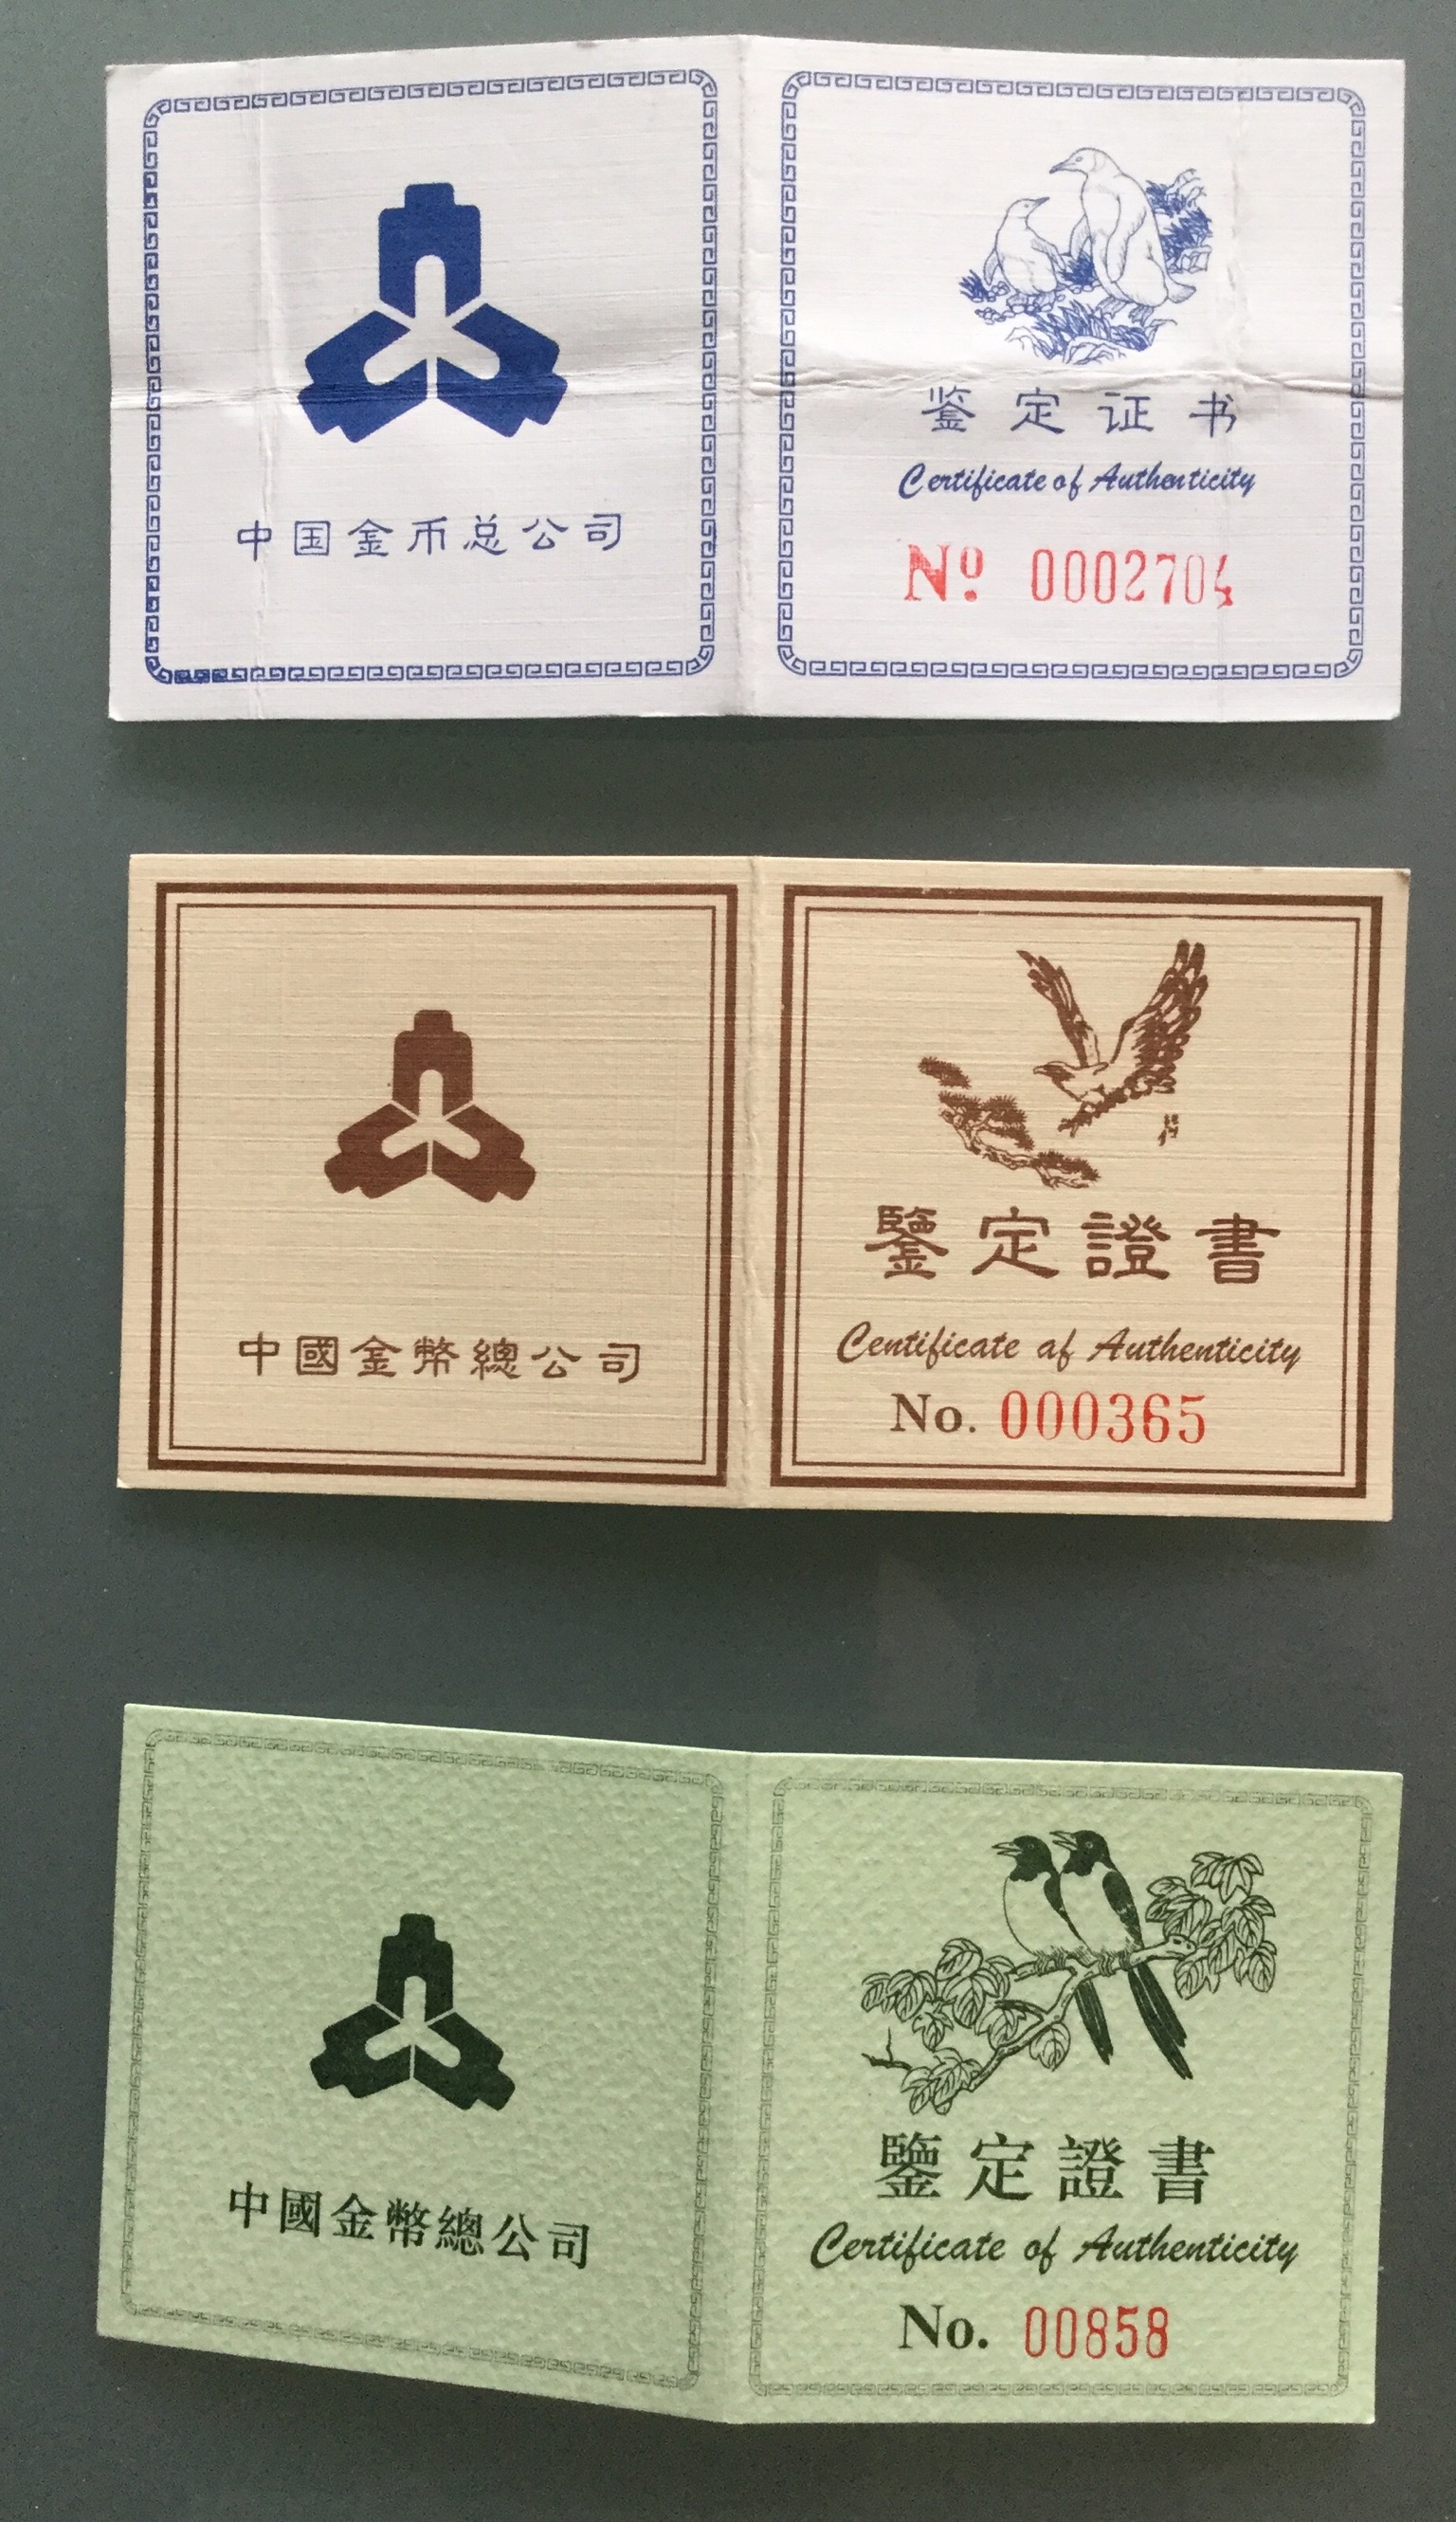 中国金币总公司
鉴定证书
Certificate of Authenticity
Nº 0002704
中國金幣總公司
鑒定證書
Centificate af Authenticity
No. 000365
中國金幣總公司
鑒定證書
Certificate of Authenticity
No. 00858